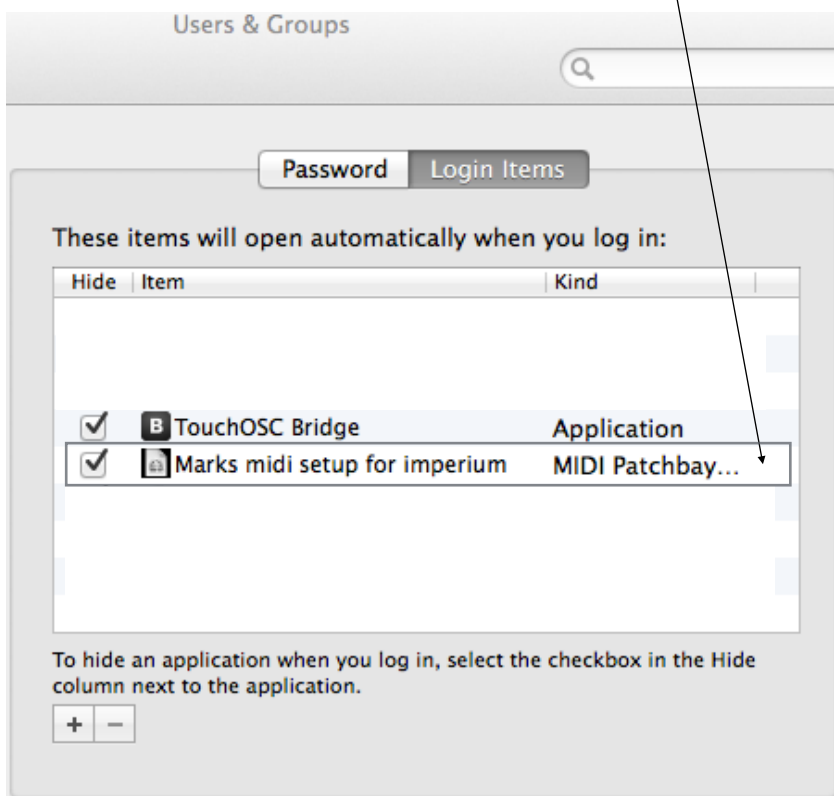 Users & Groups
Password Login Items
These items will open automatically when you log in:
Hide Item Kind
B TouchOSC Bridge Application
Marks midi setup for imperium MIDI Patchbay...
To hide an application when you log in, select the checkbox in the Hide
column next to the application.
+ −